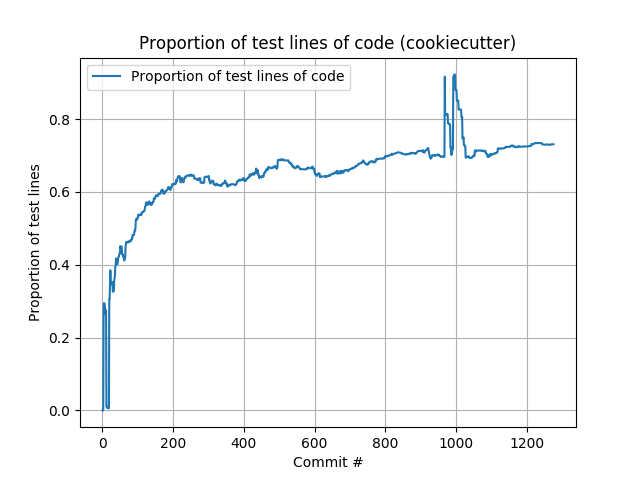 Proportion of test lines of code (cookiecutter)
Proportion of test lines of code
Proportion of test lines
0.8
0.6
0.4
0.2
0.0
0 200 400 600 800 1000 1200
Commit #